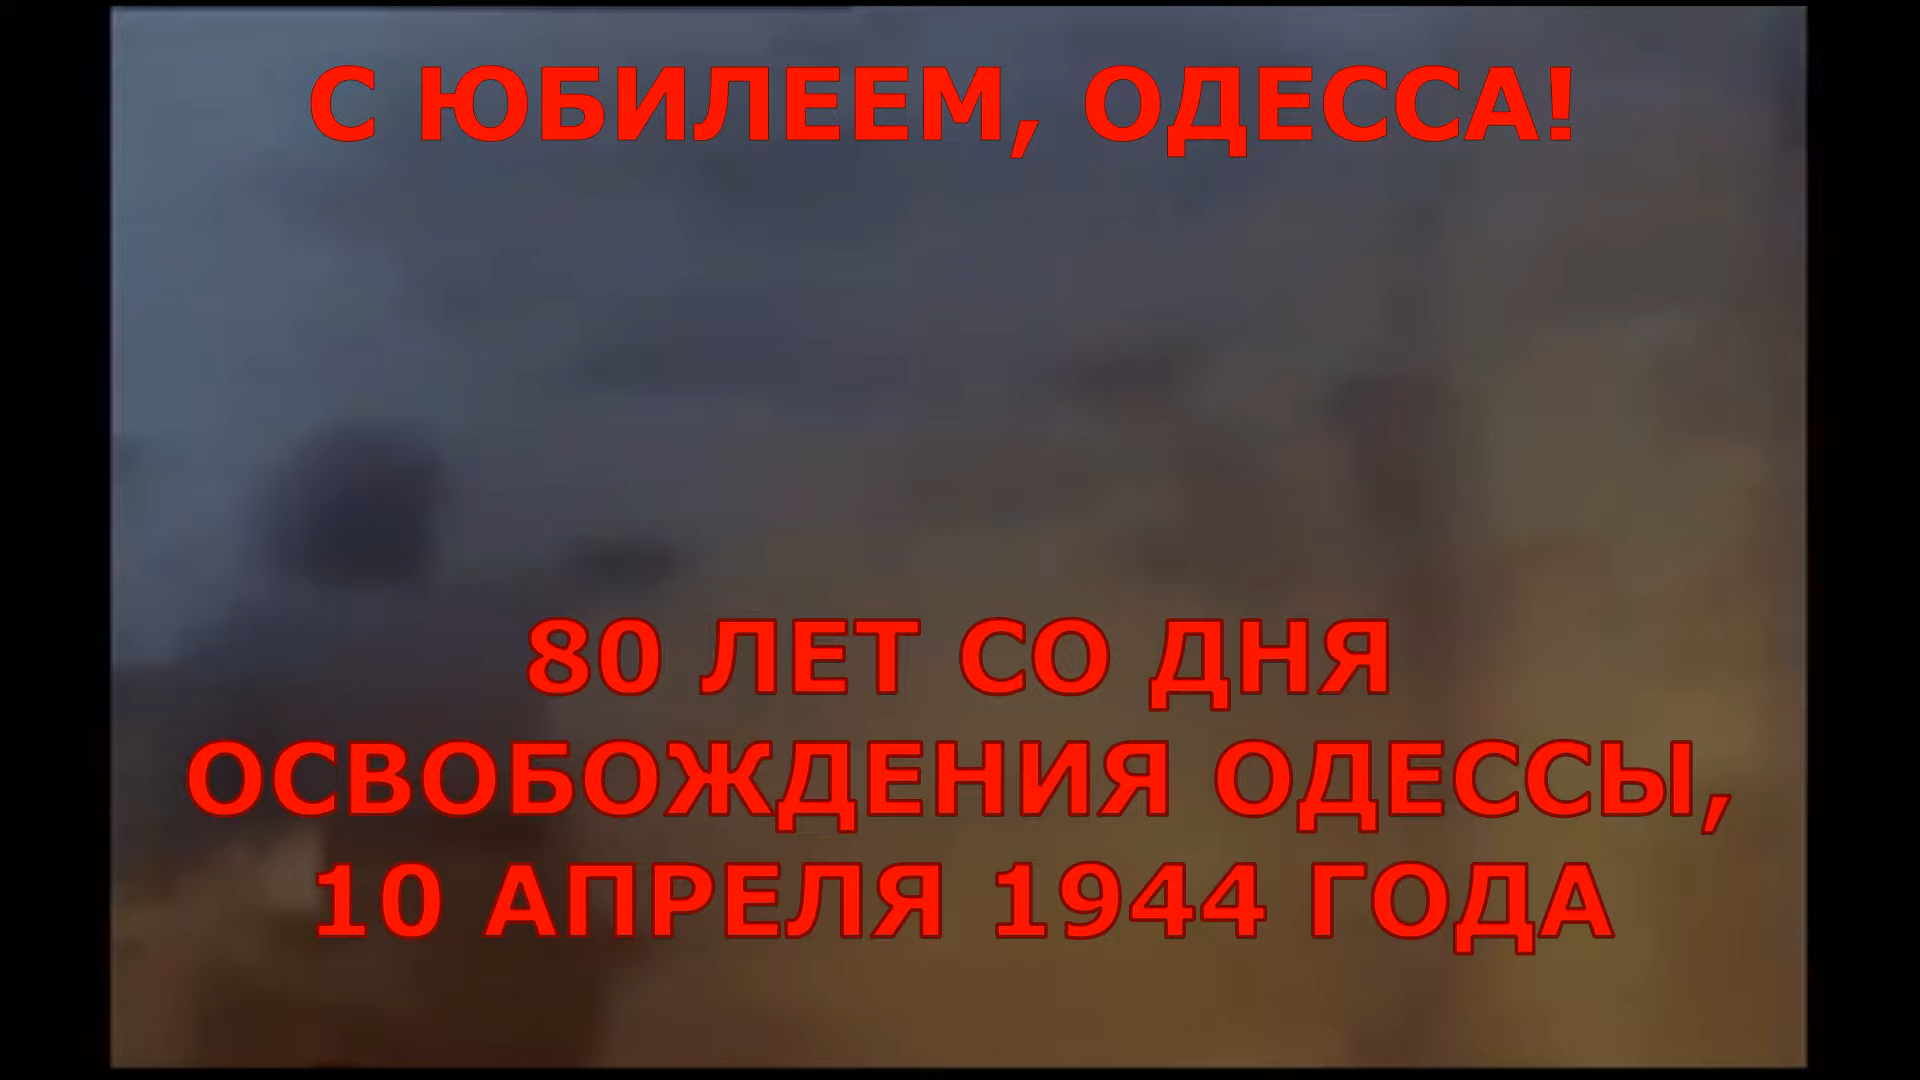 С ЮБИЛЕЕМ, ОДЕССА!
80 ЛЕТ СО ДНЯ
ОСВОБОЖДЕНИЯ ОДЕССЫ,
10 АПРЕЛЯ 1944 ГОДА